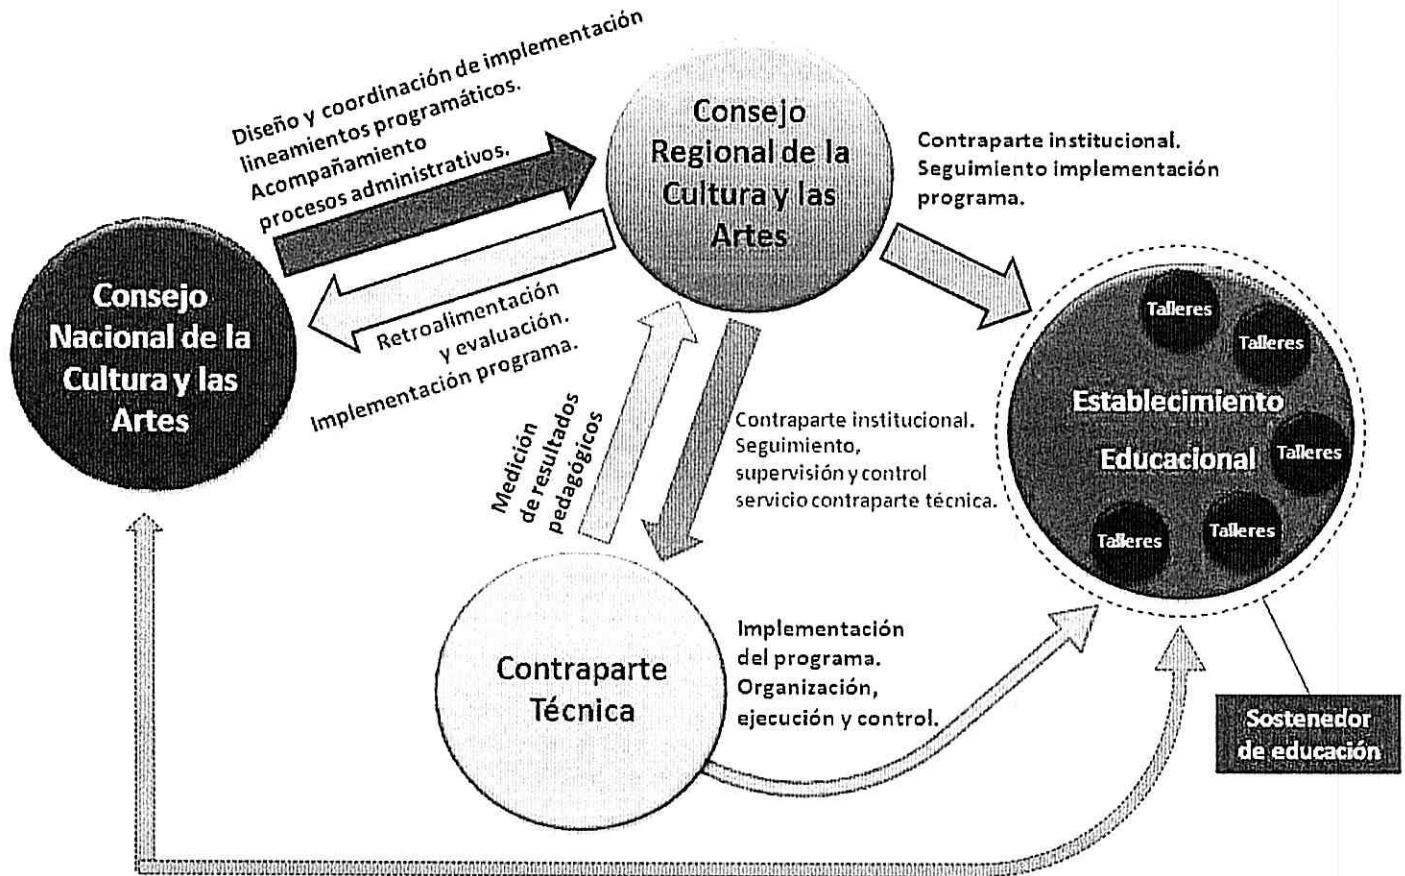 Diseño y coordinación de implementación
lineamientos programáticos.
Acompañamiento
procesos administrativos.
Consejo
Regional de la
Cultura y las
Artes
Contraparte institucional.
Seguimiento implementación
programa.
Consejo
Nacional de la
Cultura y las
Artes
Retroalimentación
y evaluación.
Implementación programa.
Talleres
Talleres
Establecimiento
Educacional
Talleres
Talleres
Talleres
Medición
de resultados
pedagógicos
Contraparte institucional.
Seguimiento,
supervisión y control
servicio contraparte técnica.
Contraparte
Técnica
Implementación
del programa.
Organización,
ejecución y control.
Sostenedor
de educación